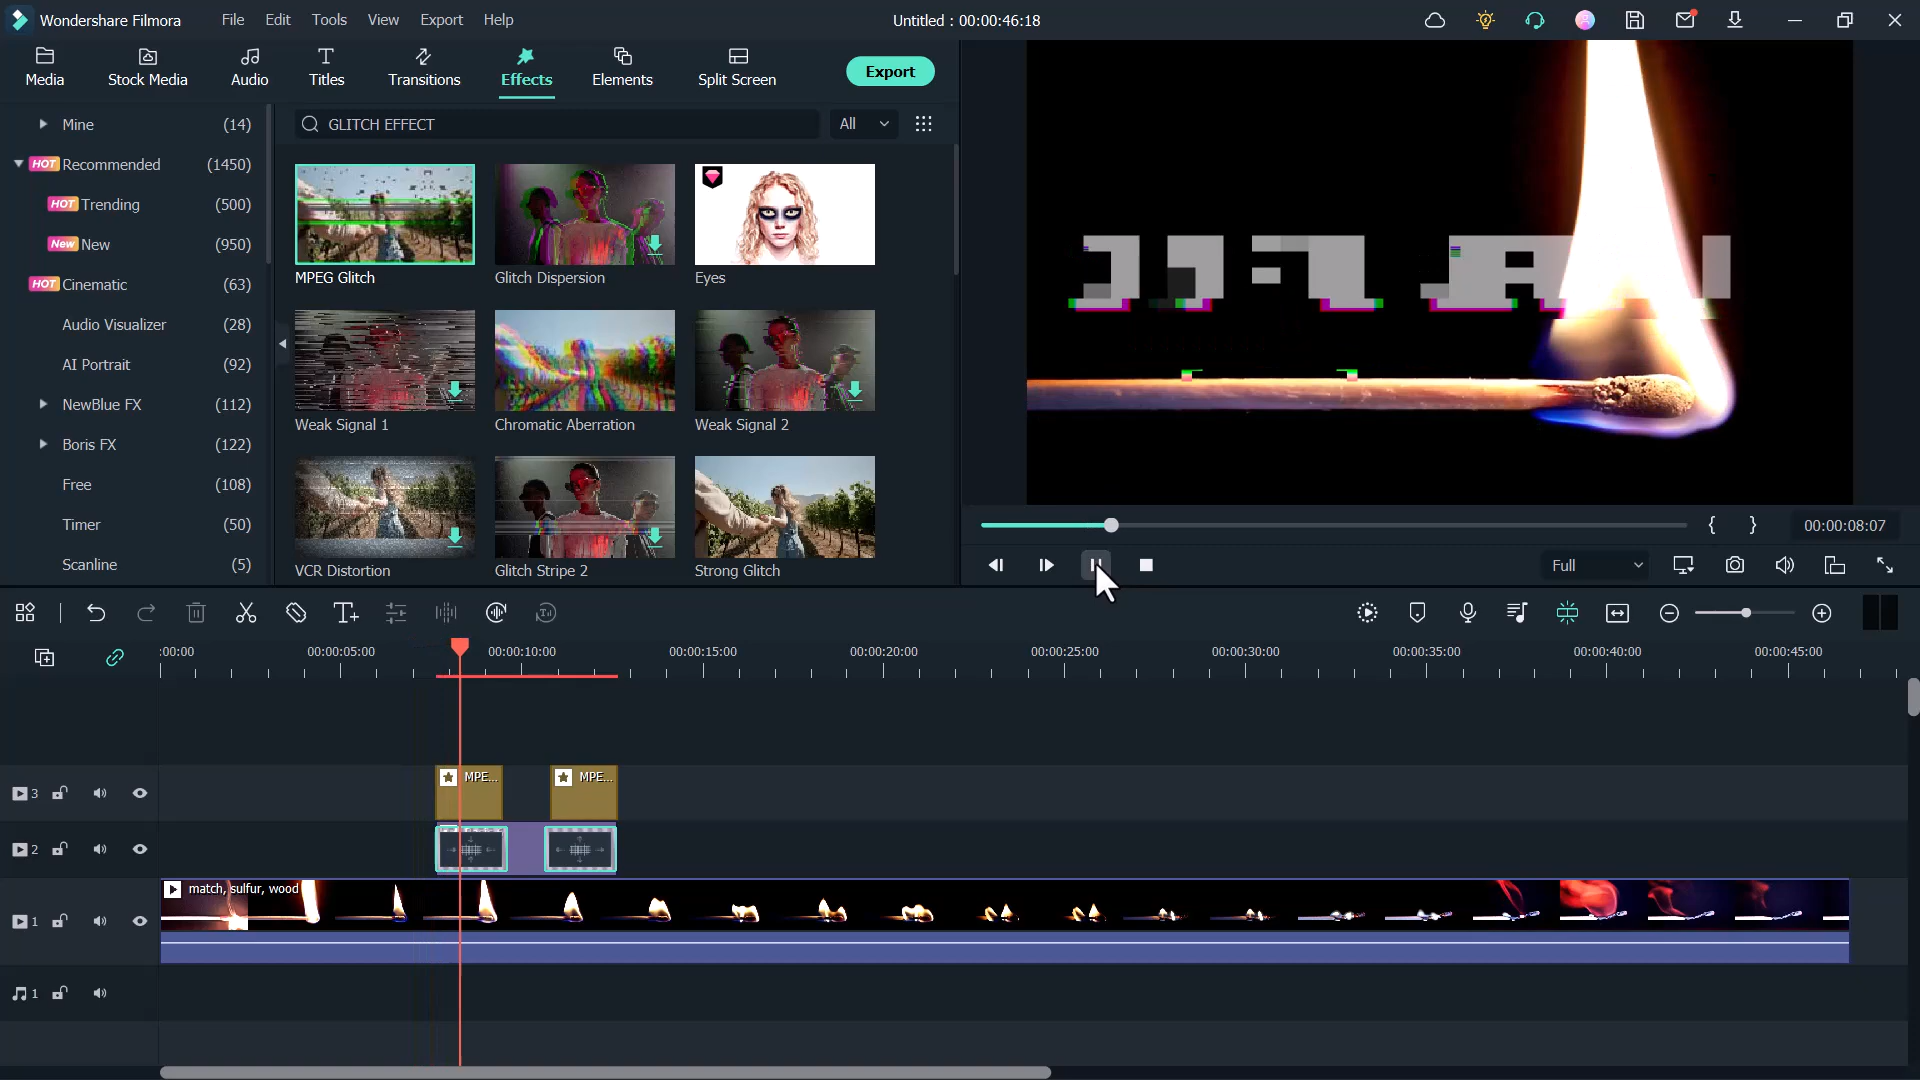 Wondershare Filmora File Edit Tools View Export Help Untitled : 00:00:46:18
Media Stock Media Audio Titles Transitions Effects Elements Split Screen Export
Mine (14)
HOT Recommended (1450)
HOT Trending (500)
New New (950)
HOT Cinematic (63)
Audio Visualizer (28)
AI Portrait (92)
NewBlue FX (112)
Boris FX (122)
Free (108)
Timer (50)
Scanline (5)
GLITCH EFFECT All
MPEG Glitch Glitch Dispersion Eyes
Weak Signal 1 Chromatic Aberration Weak Signal 2
VCR Distortion Glitch Stripe 2 Strong Glitch
{ } 00:00:08:07
Full
:00:00 00:00:05:00 00:00:10:00 00:00:15:00 00:00:20:00 00:00:25:00 00:00:30:00 00:00:35:00 00:00:40:00 00:00:45:00
3 MPE... MPE...
2
1 match, sulfur, wood
1